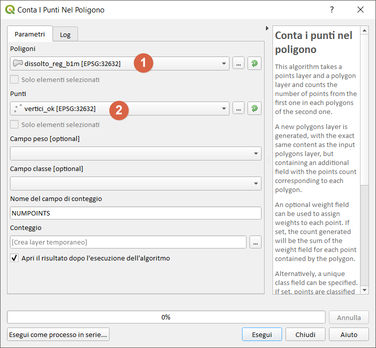 Conta I Punti Nel Poligono
Parametri
Log
Poligoni
dissolto_reg_b1m [EPSG:32632]
1
...
Solo elementi selezionati
Punti
vertici_ok [EPSG:32632]
2
...
Solo elementi selezionati
Campo peso [optional]
Campo classe [optional]
Nome del campo di conteggio
NUMPOINTS
Conteggio
[Crea layer temporaneo]
...
Apri il risultato dopo l'esecuzione dell'algoritmo
Conta i punti nel
poligono
This algorithm takes a
points layer and a polygon
layer and counts the
number of points from the
first one in each polygons
of the second one.
A new polygons layer is
generated, with the exact
same content as the input
polygons layer, but
containing an additional
field with the points count
corresponding to each
polygon.
An optional weight field
can be used to assign
weights to each point. If
set, the count generated
will be the sum of the
weight field for each point
contained by the polygon.
Alternatively, a unique
class field can be specified.
If set, points are classified
0%
Annulla
Esegui come processo in serie...
Esegui
Chiudi
Aiuto